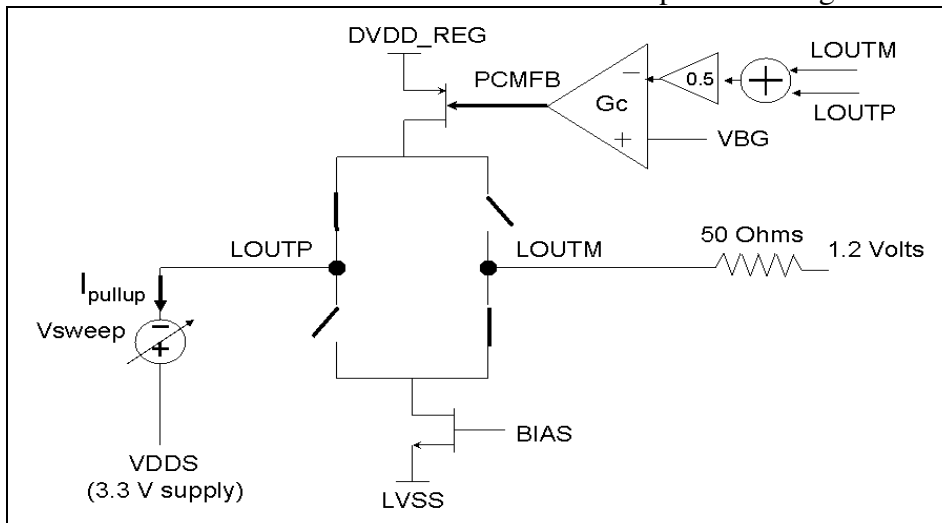 DVDD_REG
PCMFB
Gc
−
+
0.5
+
LOUTM
LOUTP
VBG
LOUTP
LOUTM
50 Ohms
1.2 Volts
Ipullup
Vsweep
−
+
VDDS
(3.3 V supply)
BIAS
LVSS